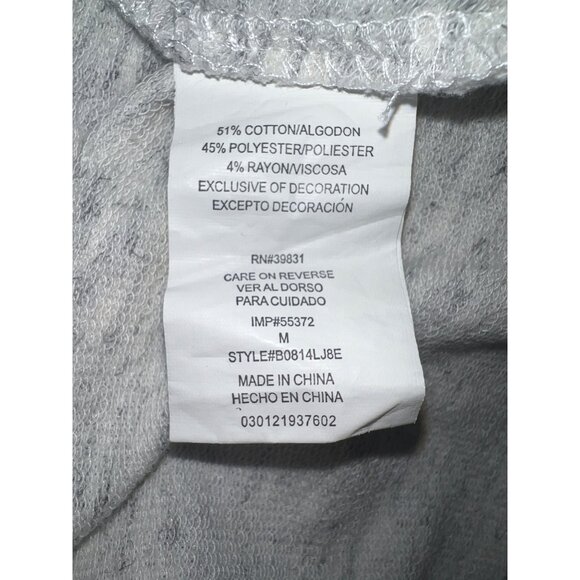 51% COTTON/ALGODON
45% POLYESTER/POLIESTER
4% RAYON/VISCOSA
EXCLUSIVE OF DECORATION
EXCEPTO DECORACIÓN
RN#39831
CARE ON REVERSE
VER AL DORSO
PARA CUIDADO
IMP#55372
M
STYLE#B0814LJ8E
MADE IN CHINA
HECHO EN CHINA
030121937602